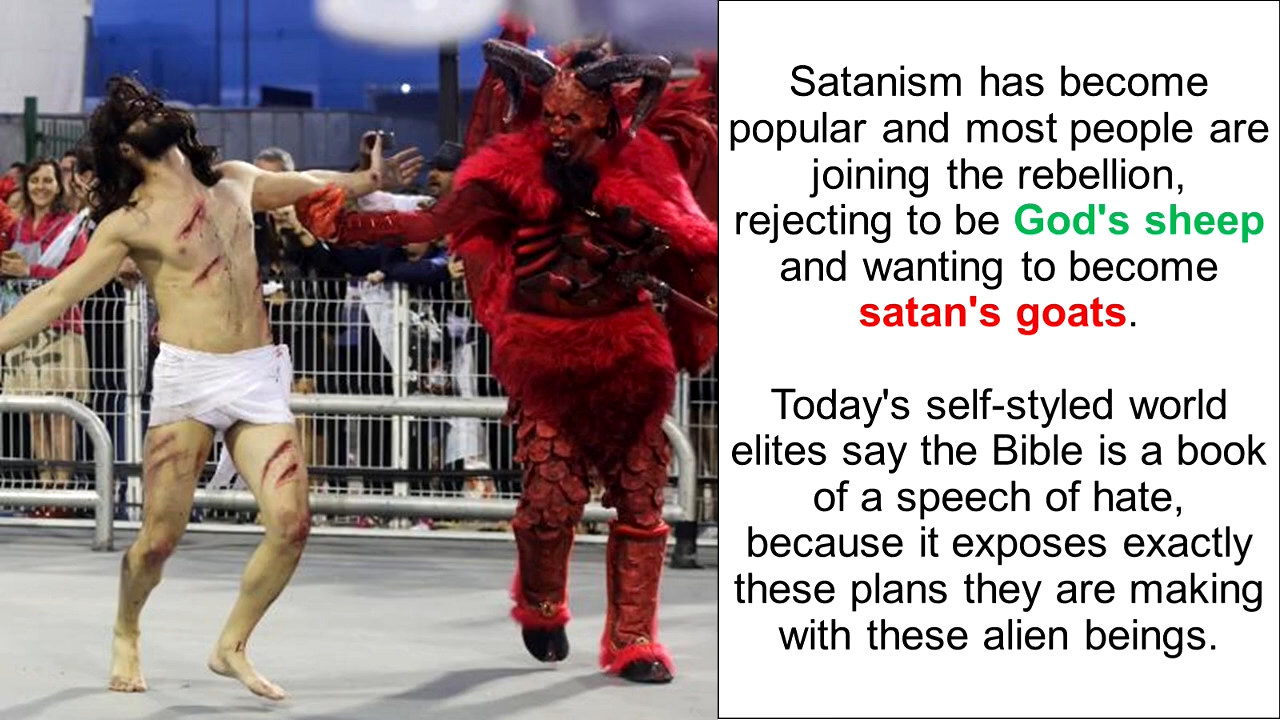 Satanism has become
popular and most people are
joining the rebellion,
rejecting to be God's sheep
and wanting to become
satan's goats.
Today's self-styled world
elites say the Bible is a book
of a speech of hate,
because it exposes exactly
these plans they are making
with these alien beings.